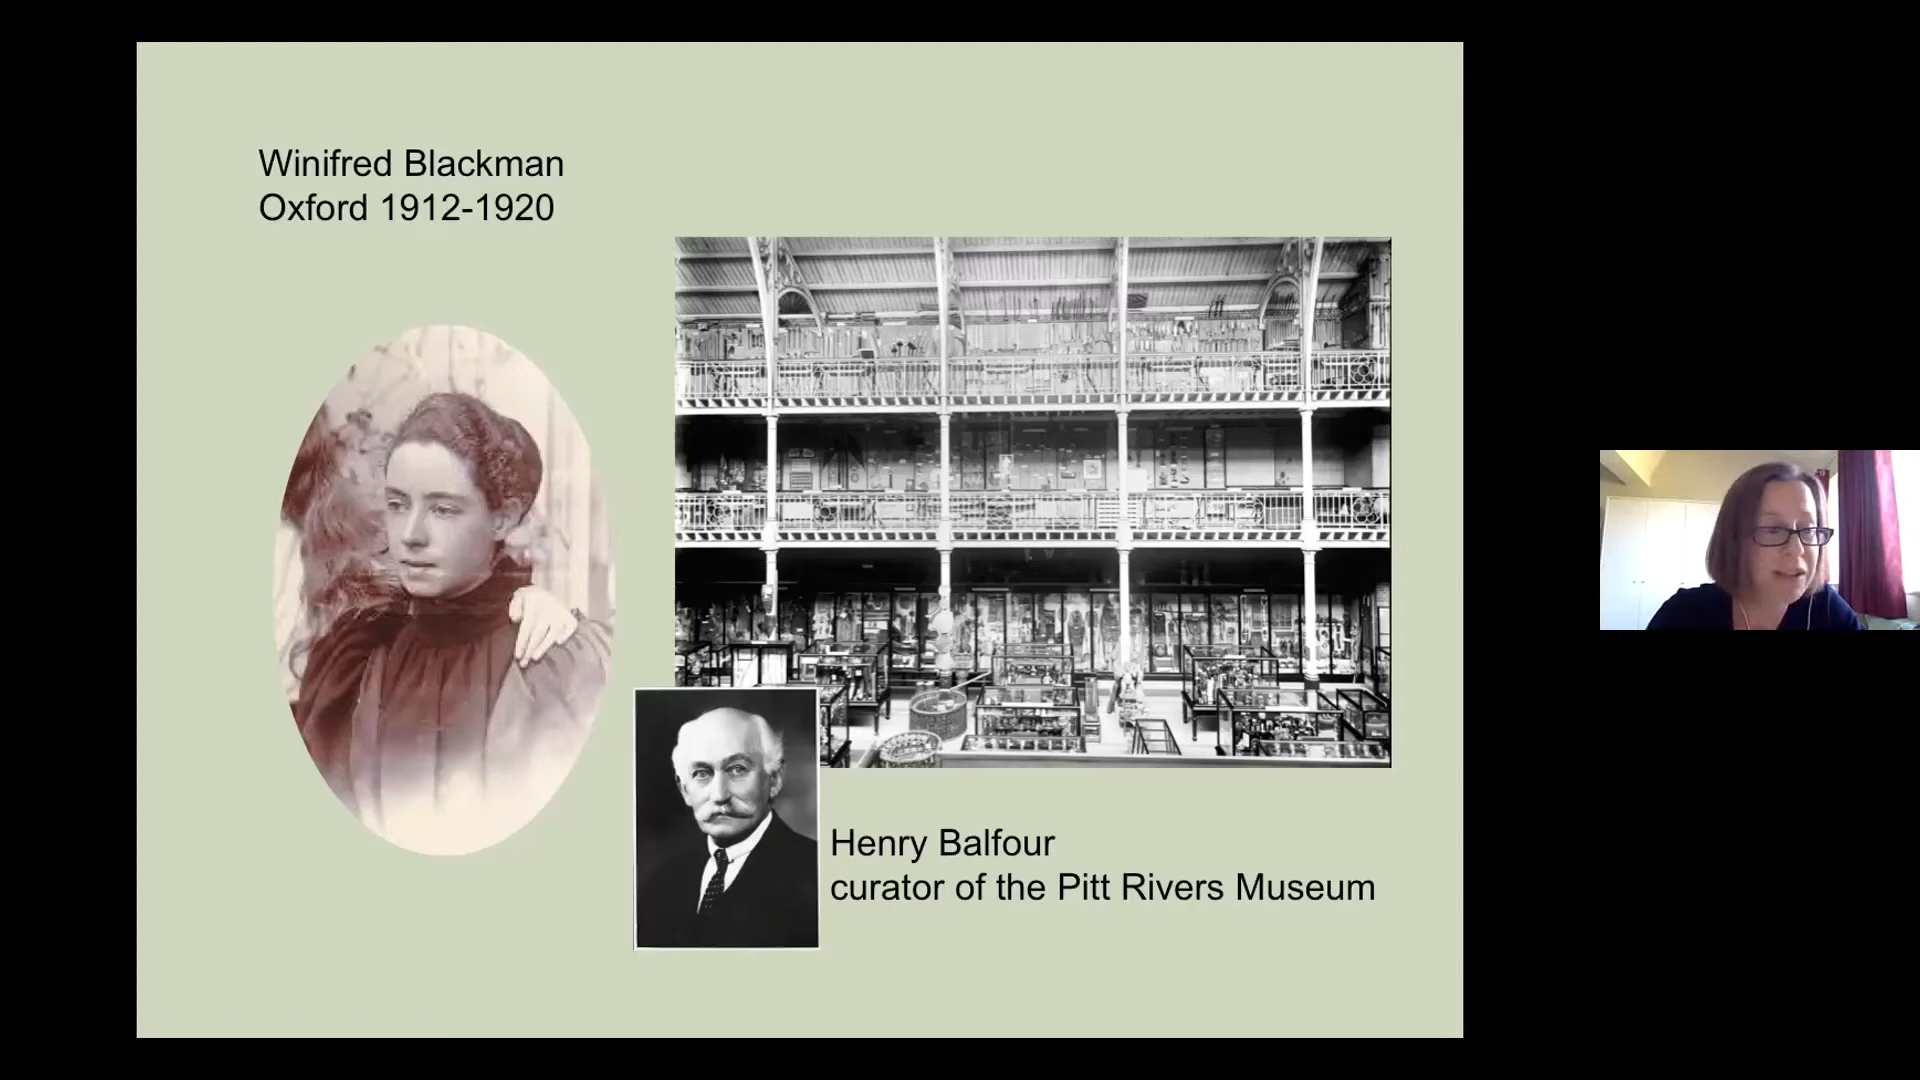 Winifred Blackman
Oxford 1912-1920
Henry Balfour
curator of the Pitt Rivers Museum